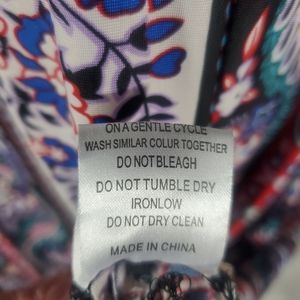 ON A GENTLE CYCLE
WASH SIMILAR COLUR TOGETHER
DO NOT BLEAGH
DO NOT TUMBLE DRY
IRONLOW
DO NOT DRY CLEAN
MADE IN CHINA